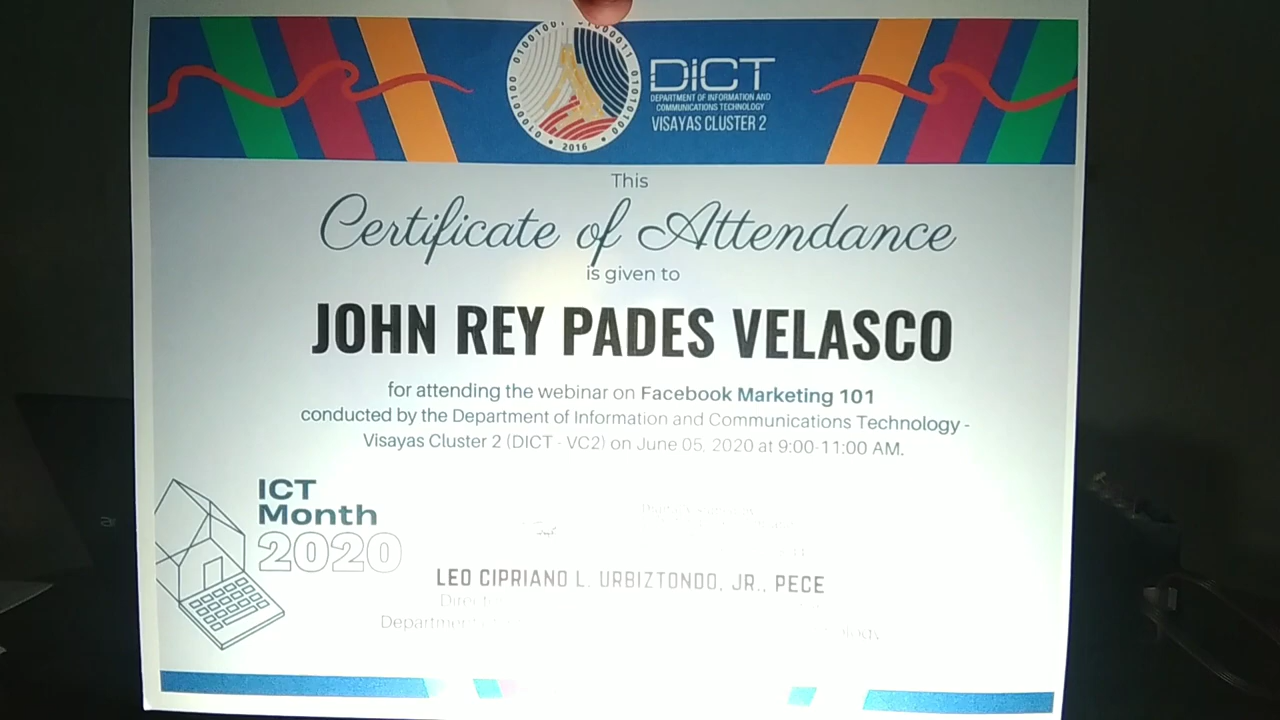 DICT
DEPARTMENT OF INFORMATION AND
COMMUNICATIONS TECHNOLOGY
VISAYAS CLUSTER 2
2016
This
Certificate of Attendance
is given to
JOHN REY PADES VELASCO
for attending the webinar on Facebook Marketing 101
conducted by the Department of Information and Communications Technology -
Visayas Cluster 2 (DICT - VC2) on June 05, 2020 at 9:00-11:00 AM.
ICT
Month
2020
LEO CIPRIANO L. URBIZTONDO, JR., PECE